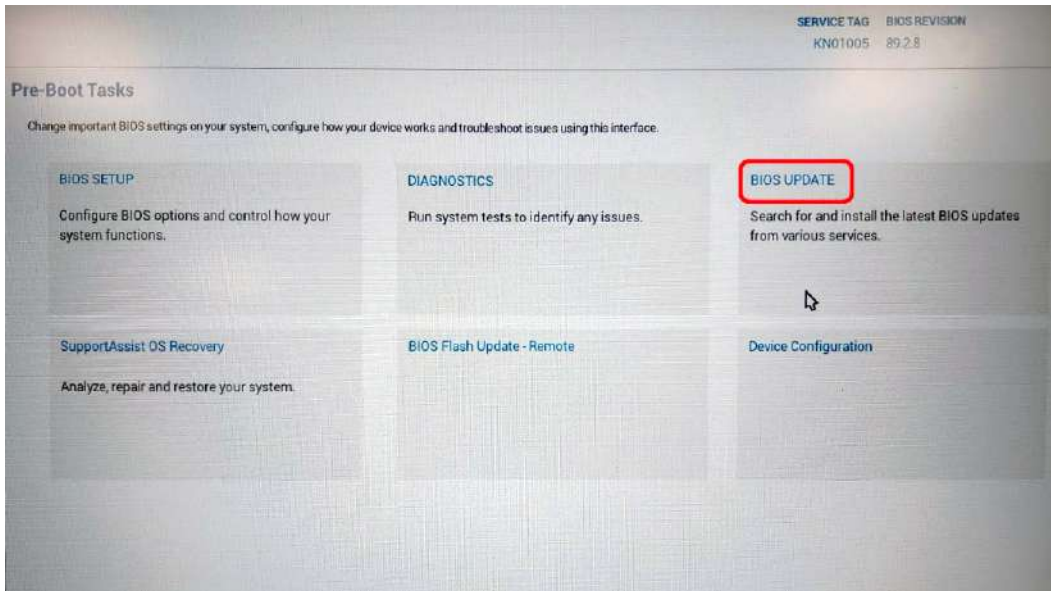 SERVICE TAG BIOS REVISION
KN01005 89.2.8
Pre-Boot Tasks
Change important BIOS settings on your system, configure how your device works and troubleshoot issues using this interface.
BIOS SETUP
Configure BIOS options and control how your
system functions.
DIAGNOSTICS
Run system tests to identify any issues.
BIOS UPDATE
Search for and install the latest BIOS updates
from various services.
SupportAssist OS Recovery
Analyze, repair and restore your system.
BIOS Flash Update - Remote
Device Configuration